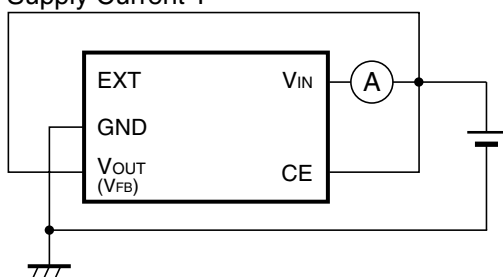 Supply Current 1
EXT
VIN
A
GND
VOUT
(VFB)
CE